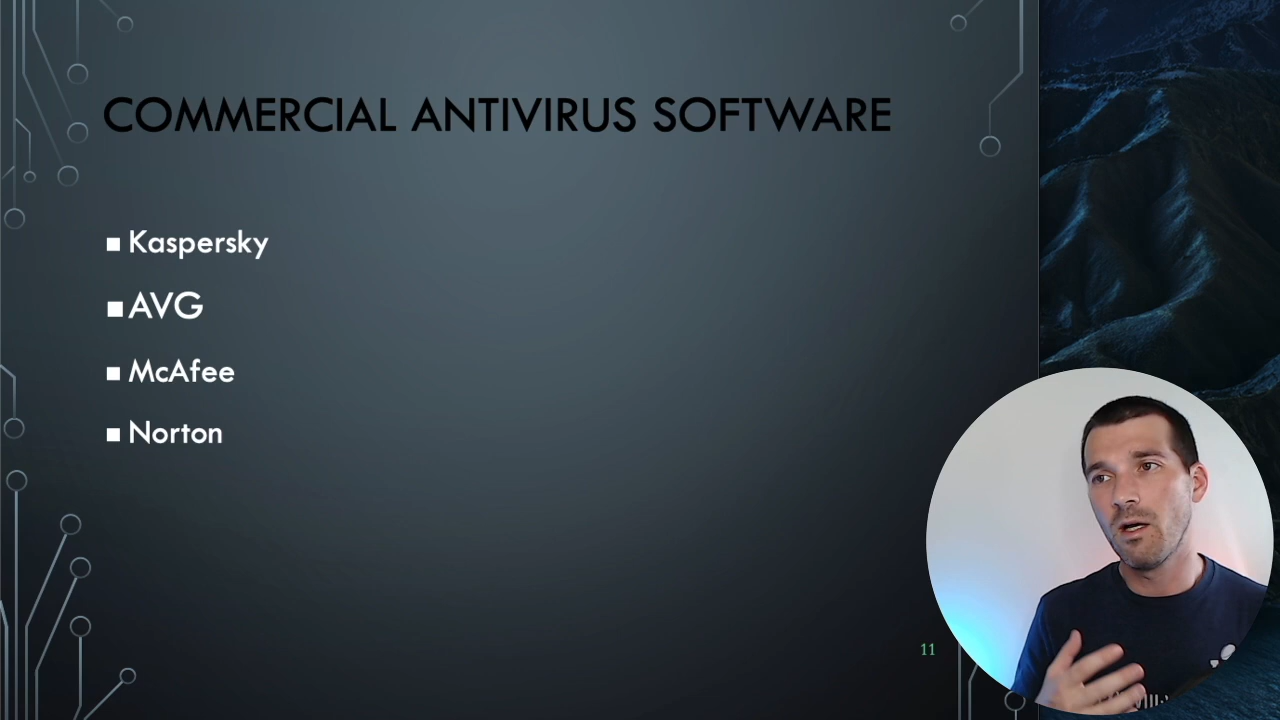 COMMERCIAL ANTIVIRUS SOFTWARE
Kaspersky
AVG
McAfee
Norton
11